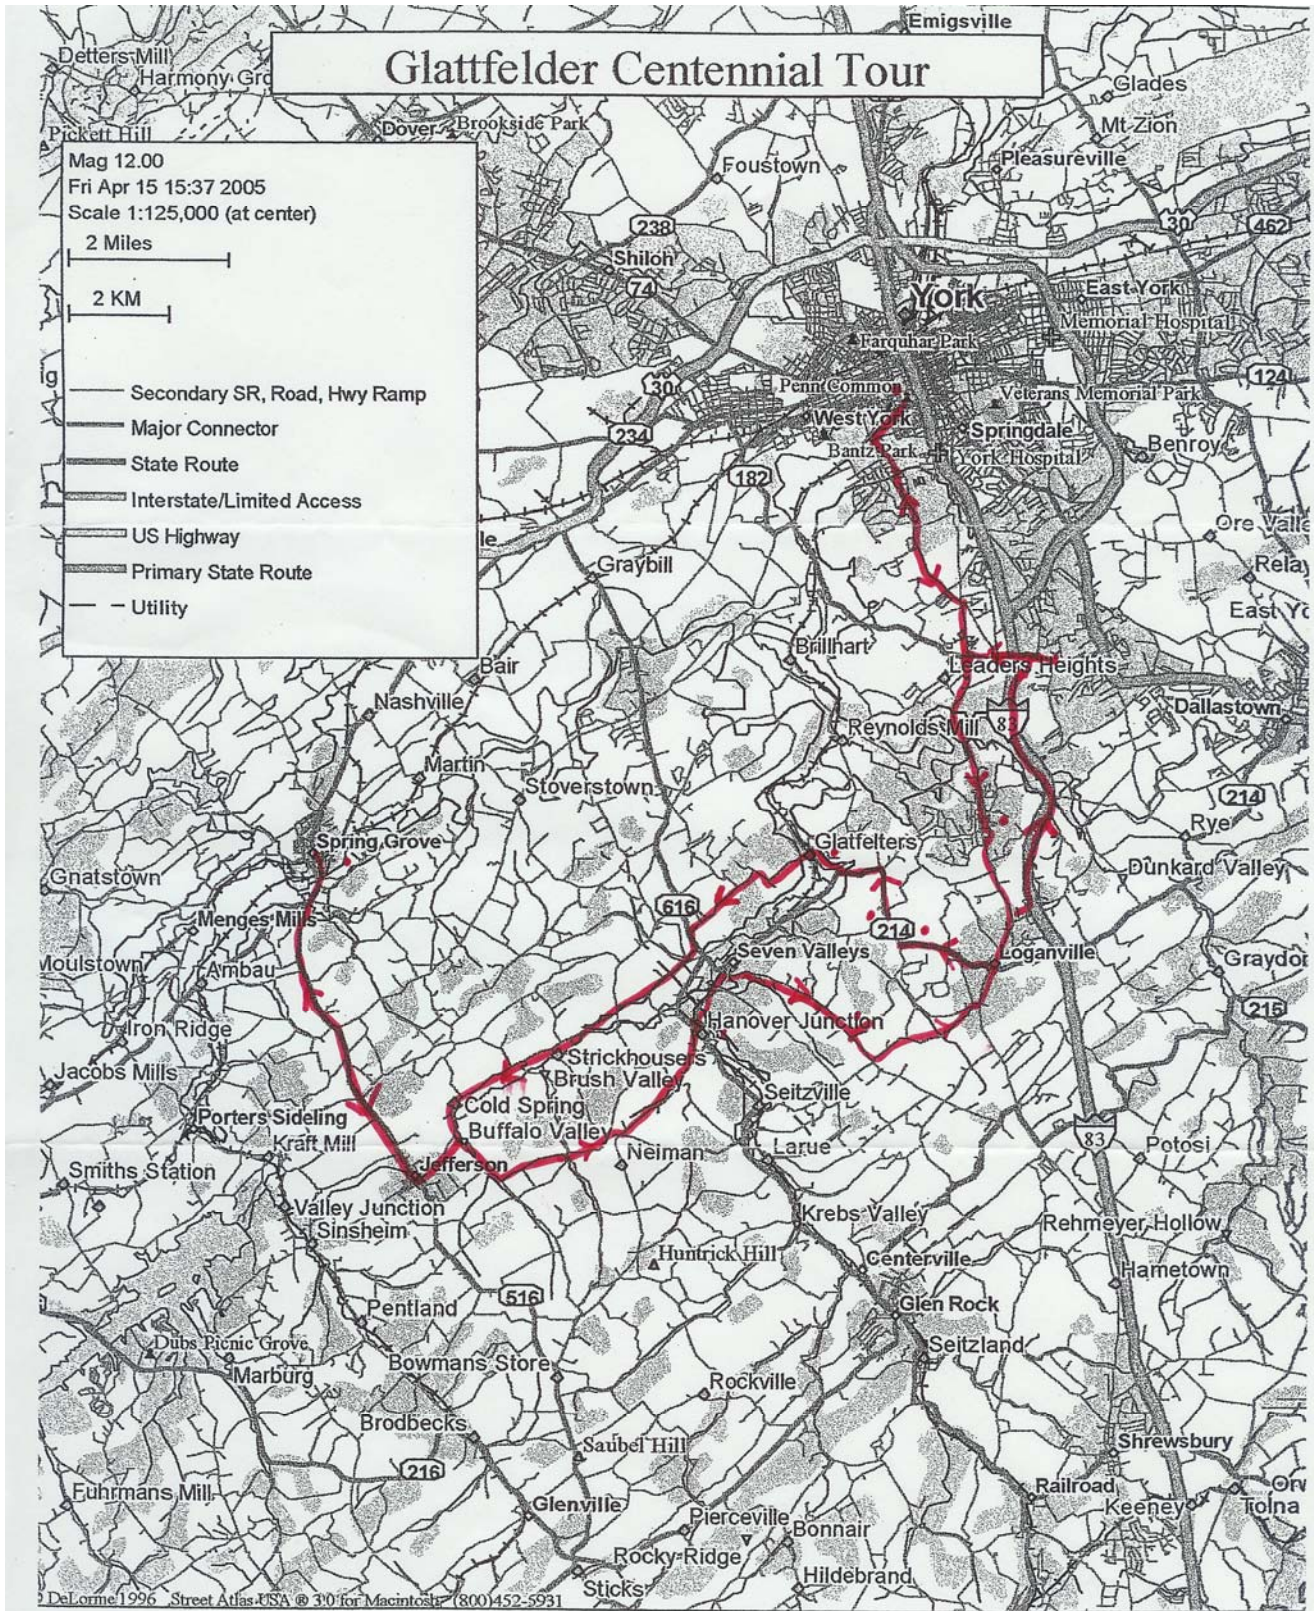 Emigsville
Glattfelder Centennial Tour
Detters Mill
Harmony Gro
Glades
Pickett Hill
Dover
Brookside Park
Mt Zion
Mag 12.00
Fri Apr 15 15:37 2005
Scale 1:125,000 (at center)
2 Miles
2 KM
Foustown
Pleasureville
238
30
462
Shiloh
74
York
East York
Memorial Hospital
Farquhar Park
ig
30
Penn Common
124
Secondary SR, Road, Hwy Ramp
Major Connector
State Route
Interstate/Limited Access
US Highway
Primary State Route
Utility
Veterans Memorial Park
West York
234
Springdale
Benroy
Bantz Park
York Hospital
182
Ore Valle
le
Graybill
Relay
East Yo
Brillhart
Bair
Leaders Heights
Nashville
Dallastown
Reynolds Mill
83
Martin
Stoverstown
214
Rye
Spring Grove
Glatfelters
Gnatstown
Dunkard Valley
Menges Mills
616
214
Seven Valleys
Loganville
Moulstown
Ambau
Graydon
215
Iron Ridge
Hanover Junction
Jacobs Mills
Strickhousers
Brush Valley
Seitzville
Cold Spring
Porters Sideling
Buffalo Valley
83
Kraft Mill
Potosi
Smiths Station
Jefferson
Neiman
Larue
Valley Junction
Krebs Valley
Rehmeyer Hollow
Sinsheim
Huntrick Hill
Centerville
Hametown
516
Pentland
Glen Rock
Dubs Picnic Grove
Seitzland
Marburg
Bowmans Store
Rockville
Brodbecks
Saubel Hill
Shrewsbury
216
Railroad
Fuhrmans Mill
Glenville
Keeney
Tolna
Pierceville
Bonnair
Rocky Ridge
Sticks
Hildebrand
DeLorme 1996 Street Atlas USA ® 3.0 for Macintosh (800)452-5931